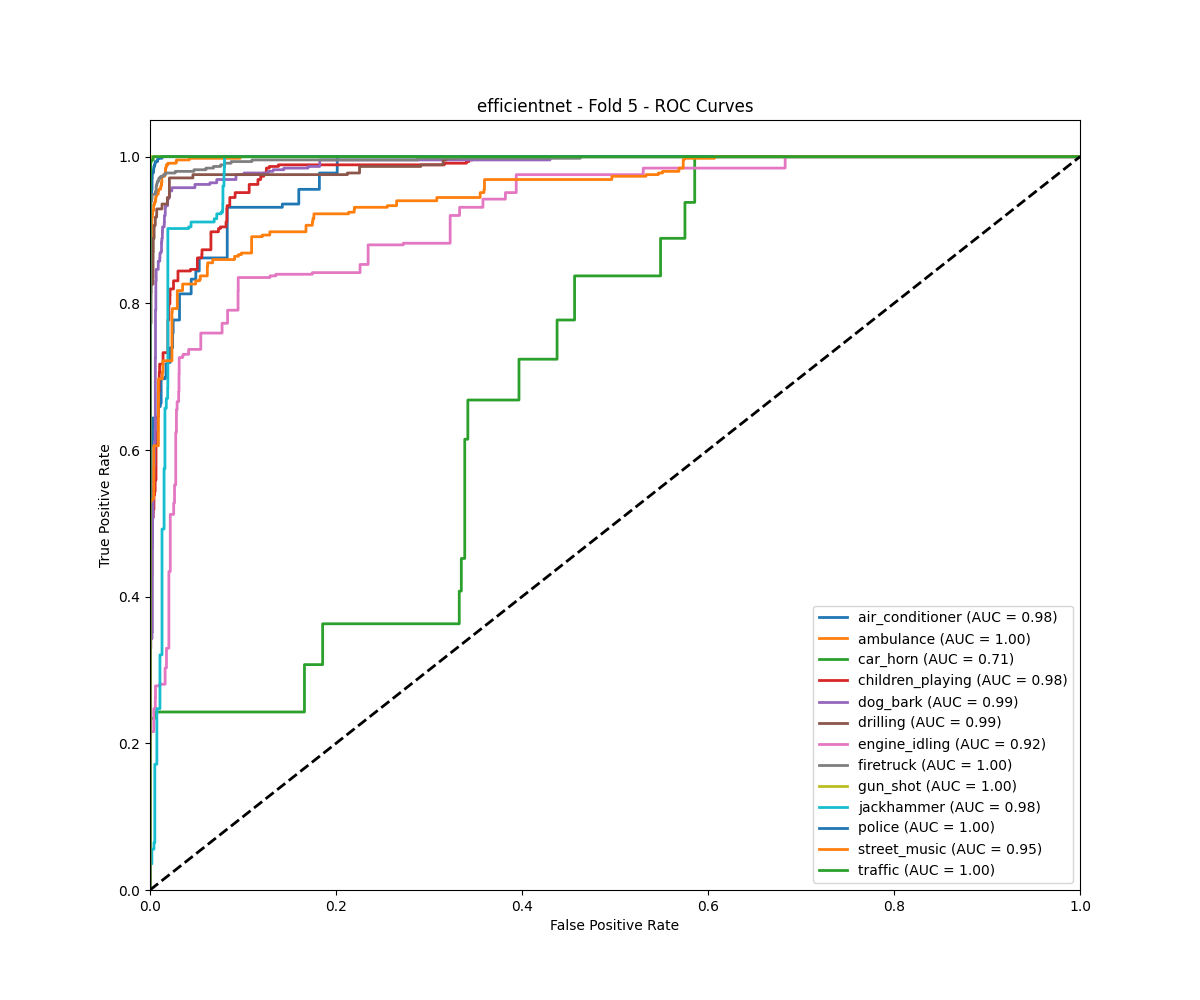 efficientnet - Fold 5 - ROC Curves
1.0
0.8
0.6
0.4
0.2
0.0
True Positive Rate
0.0 0.2 0.4 0.6 0.8 1.0
False Positive Rate
air_conditioner (AUC = 0.98)
ambulance (AUC = 1.00)
car_horn (AUC = 0.71)
children_playing (AUC = 0.98)
dog_bark (AUC = 0.99)
drilling (AUC = 0.99)
engine_idling (AUC = 0.92)
firetruck (AUC = 1.00)
gun_shot (AUC = 1.00)
jackhammer (AUC = 0.98)
police (AUC = 1.00)
street_music (AUC = 0.95)
traffic (AUC = 1.00)